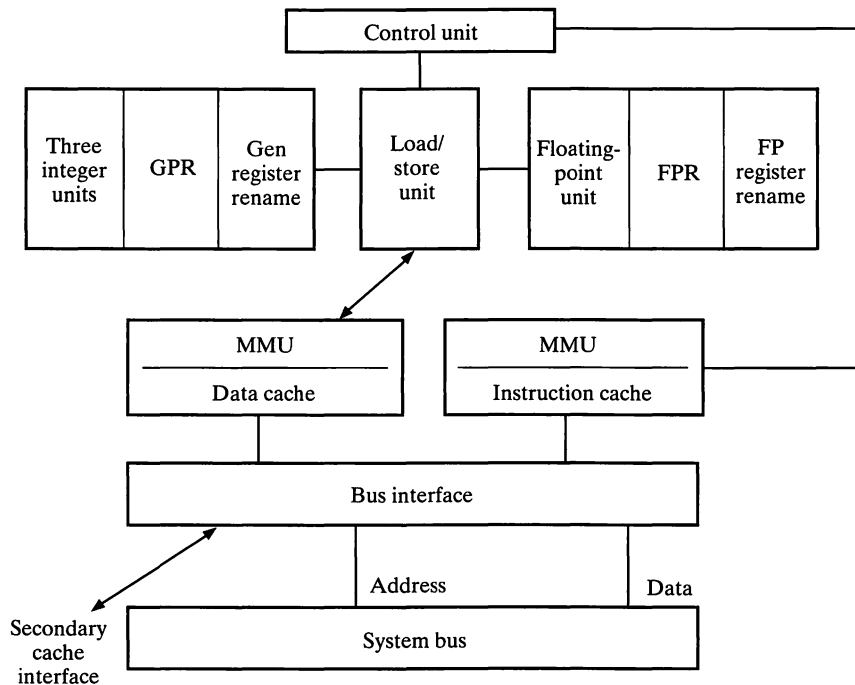 Control unit
Three
integer
units
GPR
Gen
register
rename
Load/
store
unit
Floating-
point
unit
FPR
FP
register
rename
MMU
Data cache
MMU
Instruction cache
Bus interface
Address
Data
Secondary
cache
interface
System bus